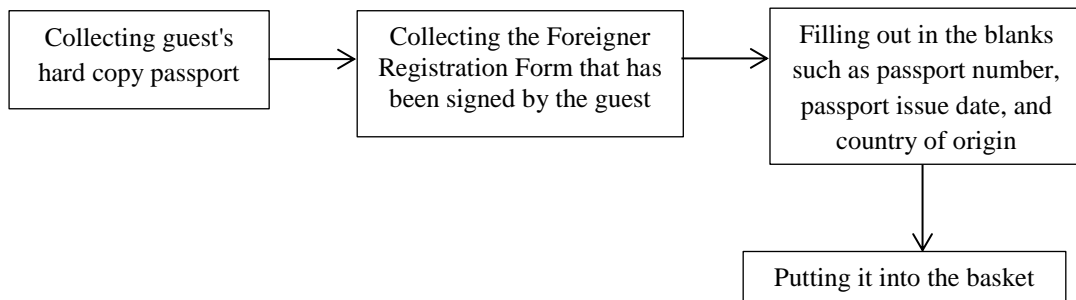 Collecting guest's
hard copy passport
Collecting the Foreigner
Registration Form that has
been signed by the guest
Filling out in the blanks
such as passport number,
passport issue date, and
country of origin
Putting it into the basket